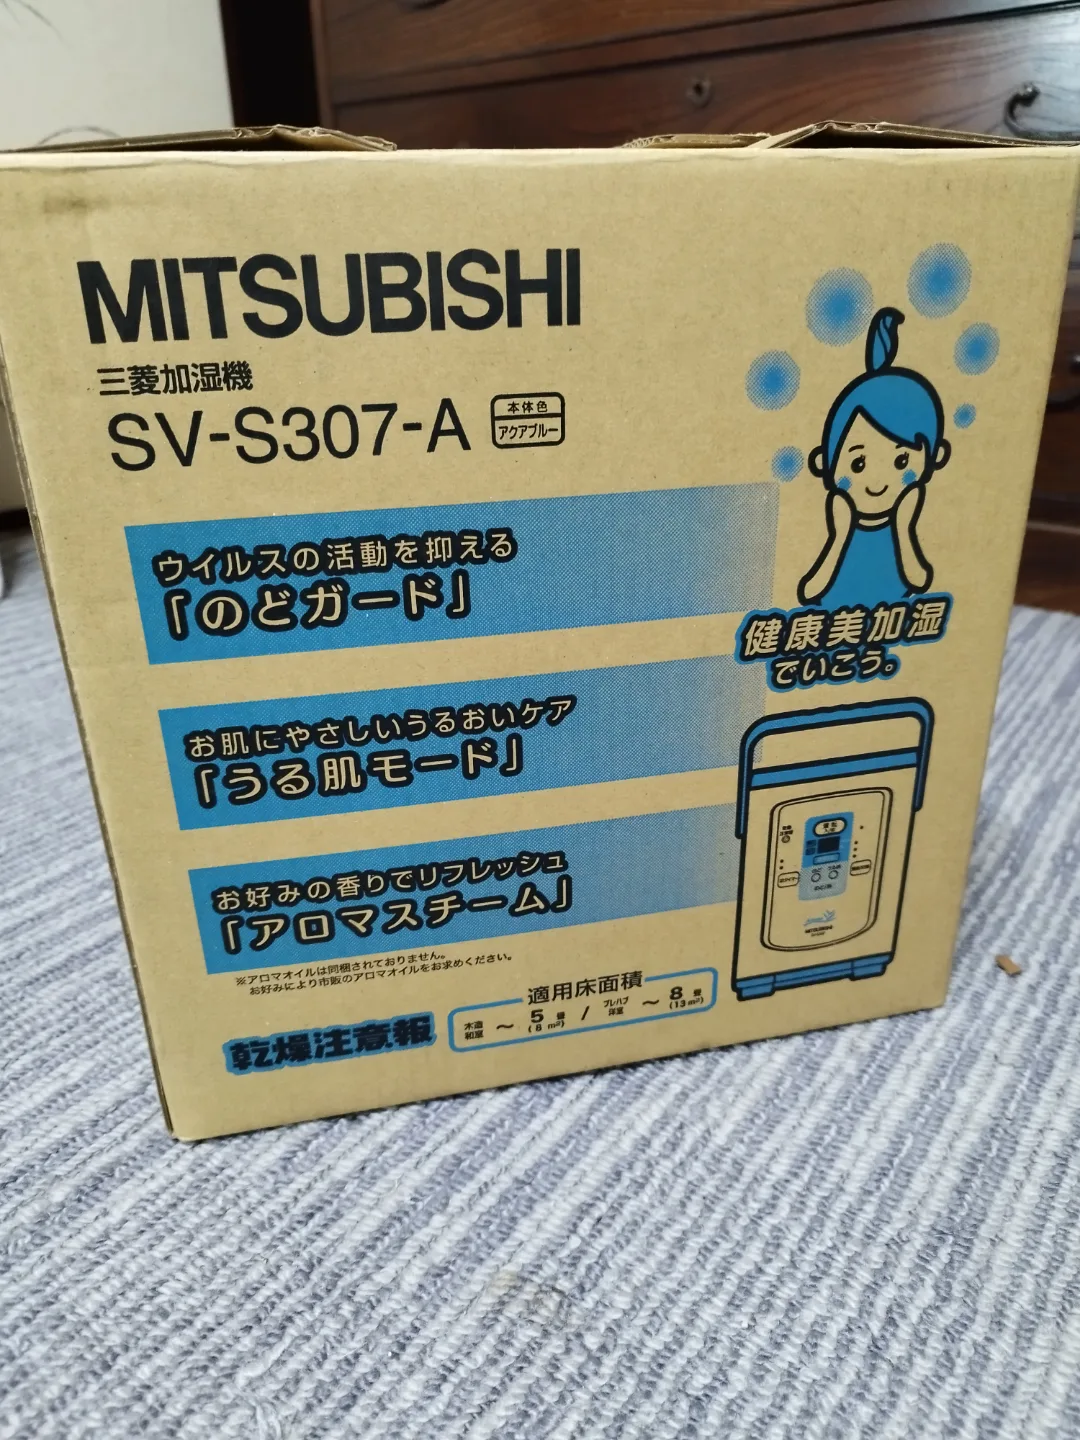 MITSUBISHI
三菱加湿機
SV-S307-A
本体色
アクアブルー
ウイルスの活動を抑える
「のどガード」
お肌にやさしいうるおいケア
「うる肌モード」
お好みの香りでリフレッシュ
「アロマスチーム」
※アロマオイルは同梱されておりません。
お好みにより市販のアロマオイルをお求めください。
乾燥注意報
適用床面積
木造和室 ～ 5畳(8m²) / プレハブ洋室 ～ 8畳(13m²)
健康美加湿
でいこう。
MITSUBISHI